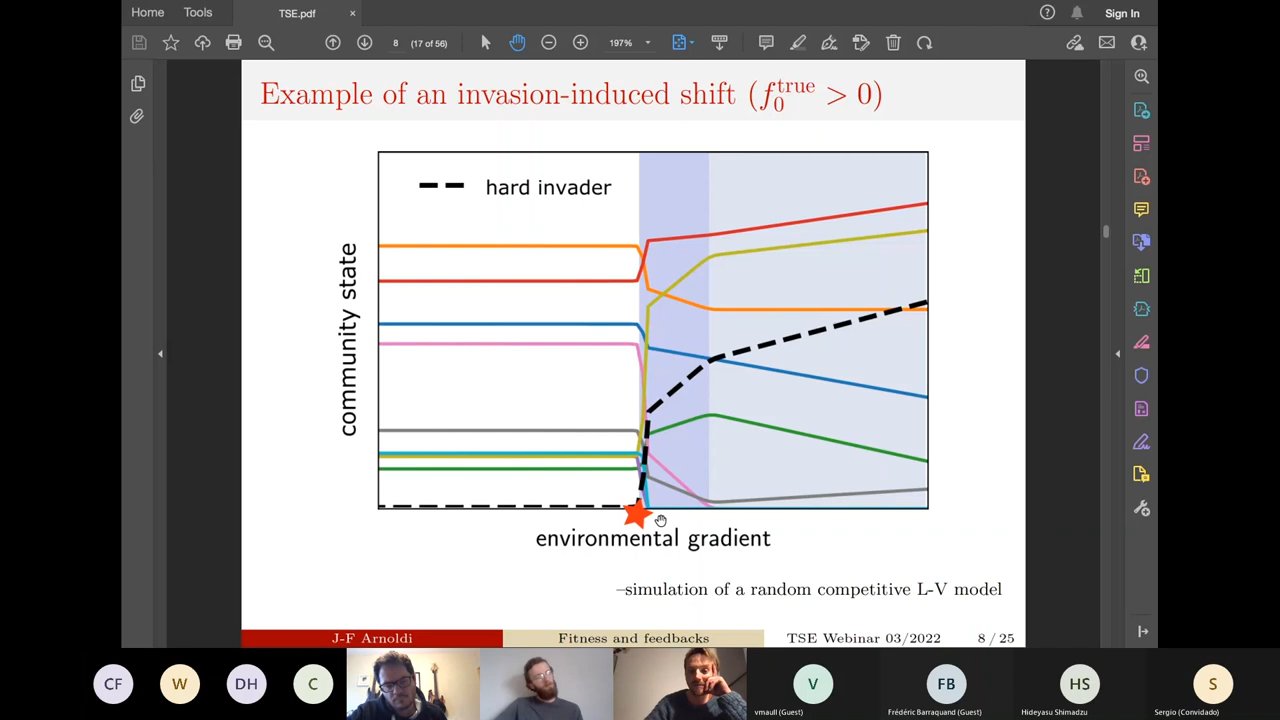 Home Tools TSE.pdf × Sign In
8 (17 of 56) 197%
Example of an invasion-induced shift (f₀^true > 0)
hard invader
community state
environmental gradient
–simulation of a random competitive L-V model
J-F Arnoldi Fitness and feedbacks TSE Webinar 03/2022 8 / 25
CF W DH C V FB HS S
vmaull (Guest) Frédéric Barraquand (Guest) Hideyasu Shimadzu Sergio (Convidado)